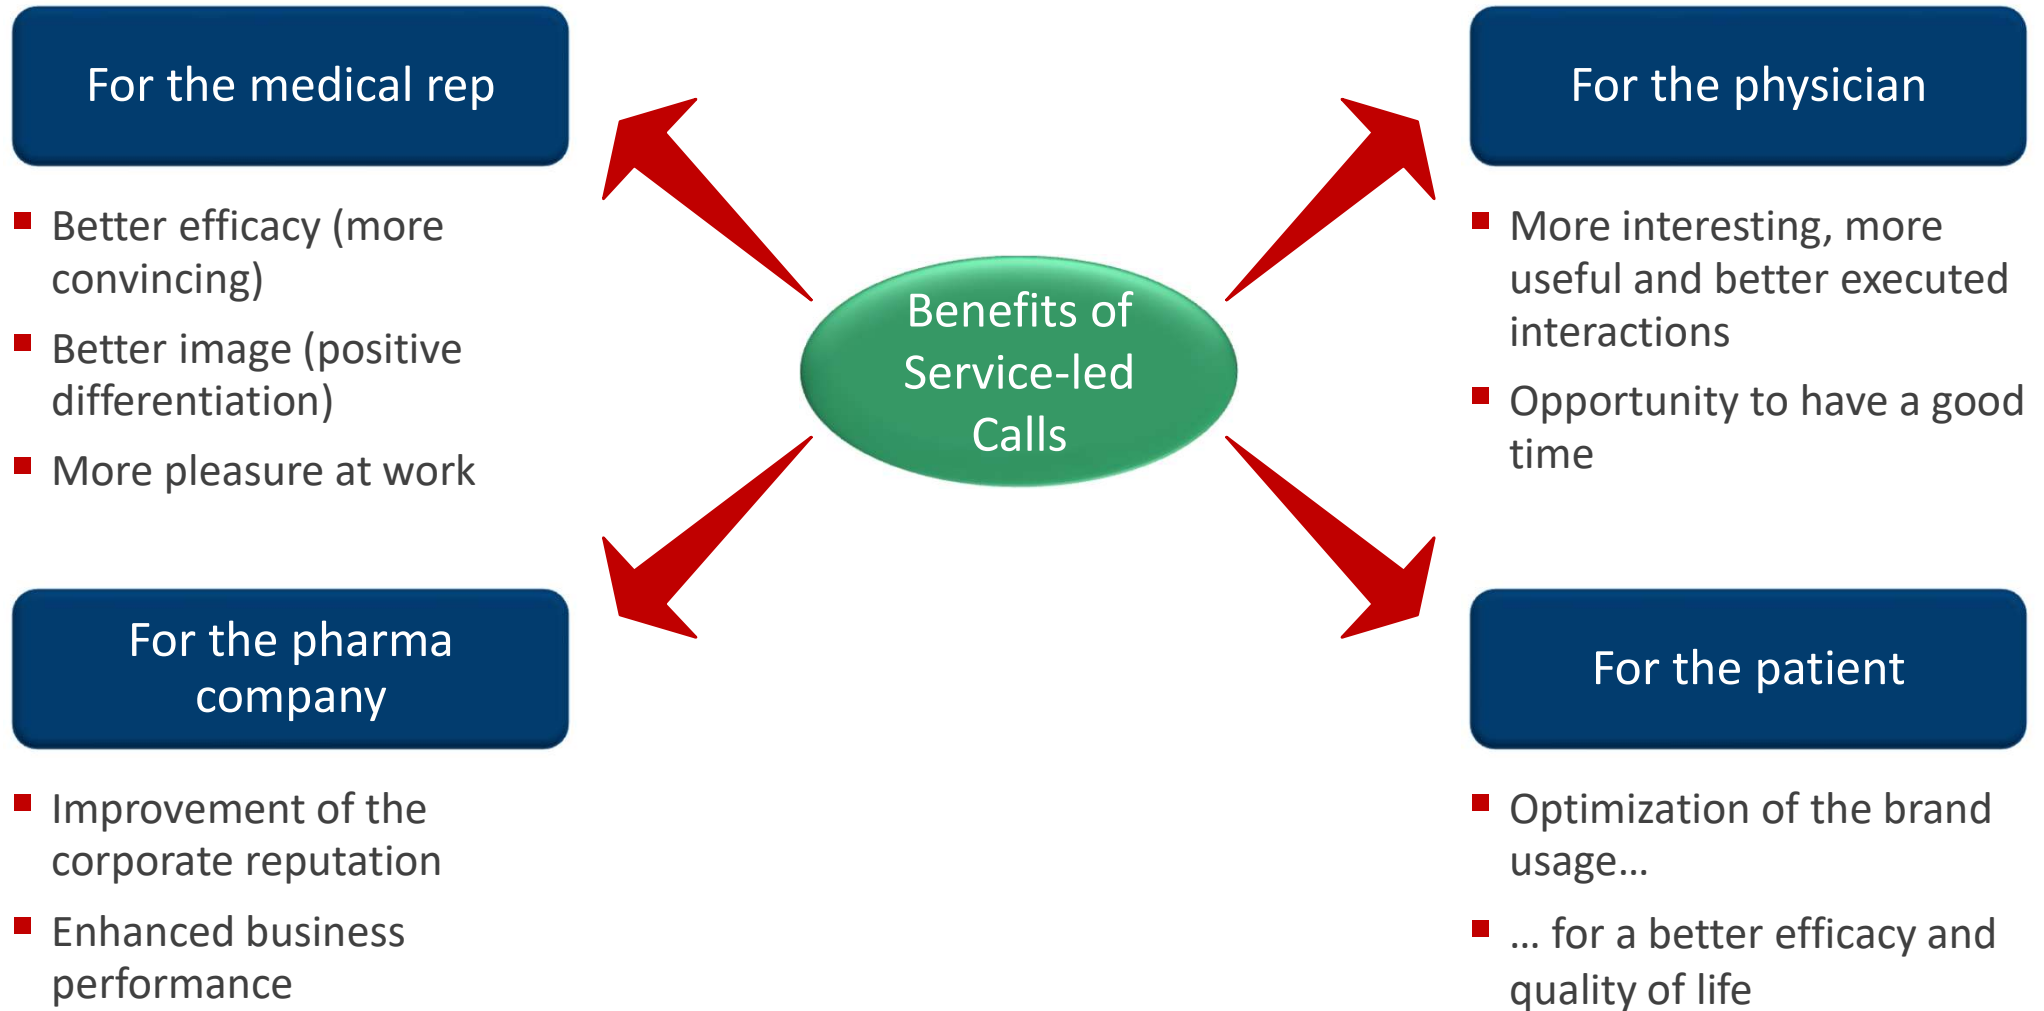 For the medical rep
Better efficacy (more
convincing)
Better image (positive
differentiation)
More pleasure at work
For the physician
More interesting, more
useful and better executed
interactions
Opportunity to have a good
time
Benefits of
Service-led
Calls
For the pharma
company
Improvement of the
corporate reputation
Enhanced business
performance
For the patient
Optimization of the brand
usage…
… for a better efficacy and
quality of life